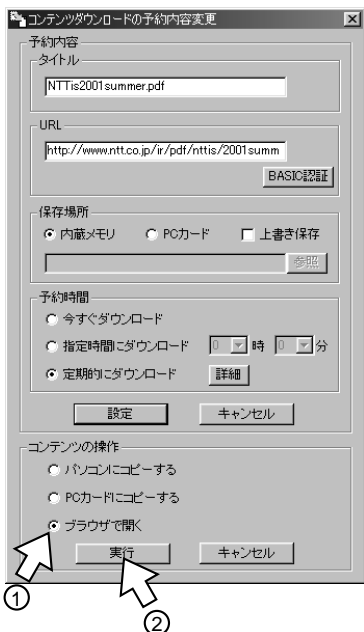 コンテンツダウンロードの予約内容変更
予約内容
タイトル
NTTis2001summer.pdf
URL
http://www.ntt.co.jp/ir/pdf/nttis/2001summ
BASIC認証
保存場所
内蔵メモリ PCカード 上書き保存
参照
予約時間
今すぐダウンロード
指定時間にダウンロード 0 時 0 分
定期的にダウンロード 詳細
設定 キャンセル
コンテンツの操作
パソコンにコピーする
PCカードにコピーする
ブラウザで開く
実行 キャンセル
①
②